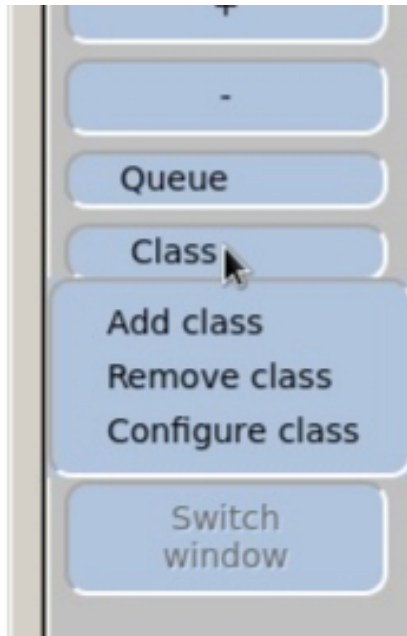 +
-
Queue
Class
Add class
Remove class
Configure class
Switch
window